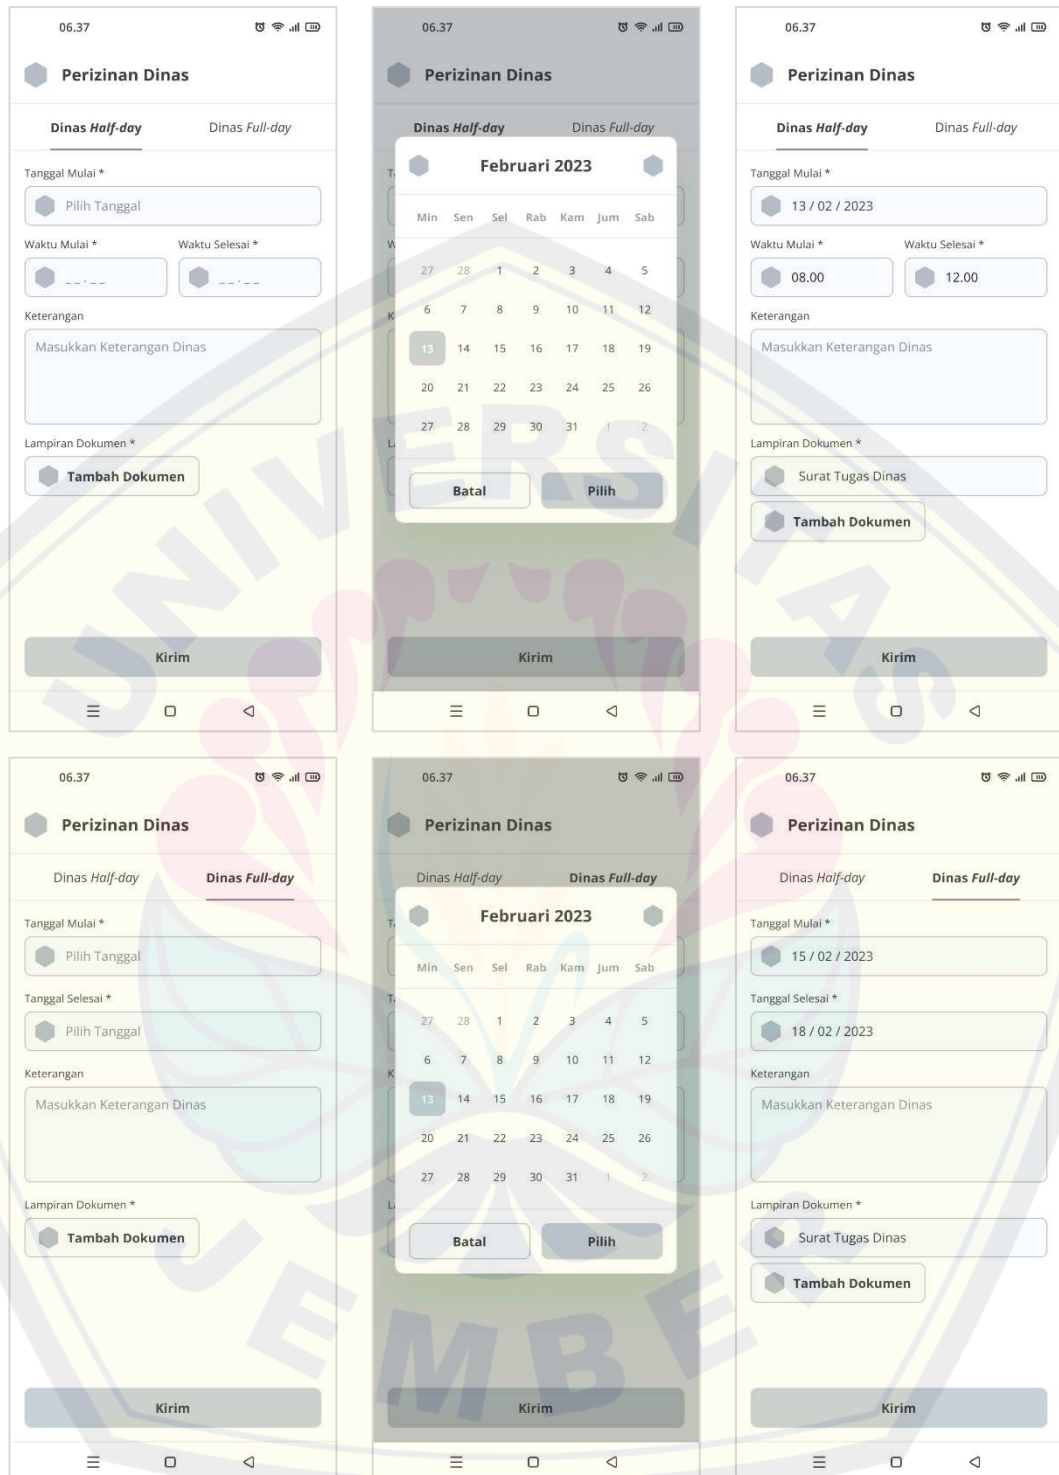 06.37
Perizinan Dinas
Dinas Half-day Dinas Full-day
Tanggal Mulai *
Pilih Tanggal
Waktu Mulai * Waktu Selesai *
_ _ . _ _ _ _ . _ _
Keterangan
Masukkan Keterangan Dinas
Lampiran Dokumen *
Tambah Dokumen
Kirim
06.37
Perizinan Dinas
Dinas Half-day Dinas Full-day
Februari 2023
Min Sen Sel Rab Kam Jum Sab
27 28 1 2 3 4 5
6 7 8 9 10 11 12
13 14 15 16 17 18 19
20 21 22 23 24 25 26
27 28 29 30 31 1 2
Batal Pilih
Kirim
06.37
Perizinan Dinas
Dinas Half-day Dinas Full-day
Tanggal Mulai *
13 / 02 / 2023
Waktu Mulai * Waktu Selesai *
08.00 12.00
Keterangan
Masukkan Keterangan Dinas
Lampiran Dokumen *
Surat Tugas Dinas
Tambah Dokumen
Kirim
06.37
Perizinan Dinas
Dinas Half-day Dinas Full-day
Tanggal Mulai *
Pilih Tanggal
Tanggal Selesai *
Pilih Tanggal
Keterangan
Masukkan Keterangan Dinas
Lampiran Dokumen *
Tambah Dokumen
Kirim
06.37
Perizinan Dinas
Dinas Half-day Dinas Full-day
Februari 2023
Min Sen Sel Rab Kam Jum Sab
27 28 1 2 3 4 5
6 7 8 9 10 11 12
13 14 15 16 17 18 19
20 21 22 23 24 25 26
27 28 29 30 31 1 2
Batal Pilih
Kirim
06.37
Perizinan Dinas
Dinas Half-day Dinas Full-day
Tanggal Mulai *
15 / 02 / 2023
Tanggal Selesai *
18 / 02 / 2023
Keterangan
Masukkan Keterangan Dinas
Lampiran Dokumen *
Surat Tugas Dinas
Tambah Dokumen
Kirim
UNIVERSITAS
JEMBER